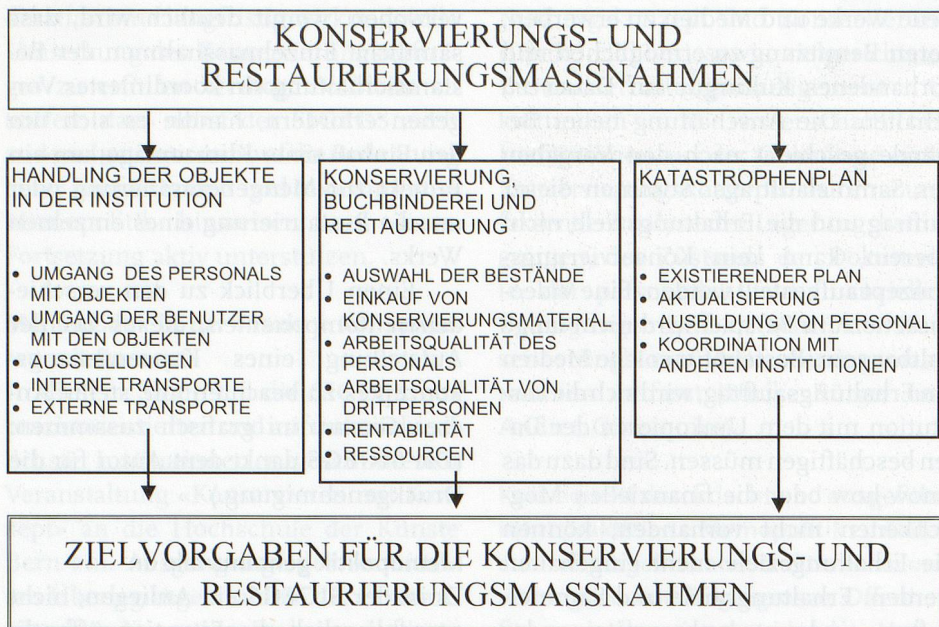 KONSERVIERUNGS- UND
RESTAURIERUNGSMASSNAHMEN
HANDLING DER OBJEKTE
IN DER INSTITUTION
• UMGANG DES PERSONALS
MIT OBJEKTEN
• UMGANG DER BENUTZER
MIT DEN OBJEKTEN
• AUSSTELLUNGEN
• INTERNE TRANSPORTE
• EXTERNE TRANSPORTE
KONSERVIERUNG,
BUCHBINDEREI UND
RESTAURIERUNG
• AUSWAHL DER BESTÄNDE
• EINKAUF VON
KONSERVIERUNGSMATERIAL
• ARBEITSQUALITÄT DES
PERSONALS
• ARBEITSQUALITÄT VON
DRITTPERSONEN
• RENTABILITÄT
• RESSOURCEN
KATASTROPHENPLAN
• EXISTIERENDER PLAN
• AKTUALISIERUNG
• AUSBILDUNG VON PERSONAL
• KOORDINATION MIT
ANDEREN INSTITUTIONEN
ZIELVORGABEN FÜR DIE KONSERVIERUNGS- UND
RESTAURIERUNGSMASSNAHMEN